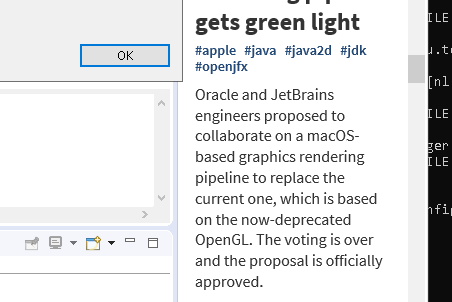 gets green light
OK
#apple #java #java2d #jdk
#openjfx
Oracle and JetBrains
engineers proposed to
collaborate on a macOS-
based graphics rendering
pipeline to replace the
current one, which is based
on the now-deprecated
OpenGL. The voting is over
and the proposal is officially
approved.
ILE
u.to
[nl
ILE
ger
ILE
nfig